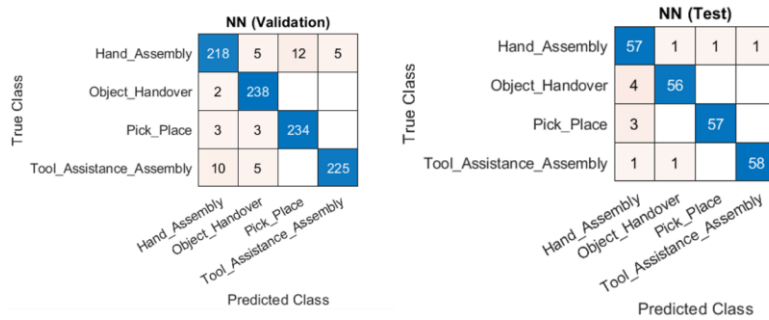 NN (Validation)
True Class
Hand_Assembly 218 5 12 5
Object_Handover 2 238
Pick_Place 3 3 234
Tool_Assistance_Assembly 10 5 225
Hand_Assembly
Object_Handover
Pick_Place
Tool_Assistance_Assembly
Predicted Class
NN (Test)
True Class
Hand_Assembly 57 1 1 1
Object_Handover 4 56
Pick_Place 3 57
Tool_Assistance_Assembly 1 1 58
Hand_Assembly
Object_Handover
Pick_Place
Tool_Assistance_Assembly
Predicted Class